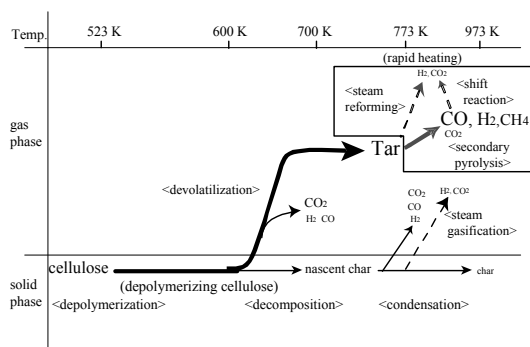 Temp. 523 K 600 K 700 K 773 K 973 K
(rapid heating)
H2, CO2
<steam
reforming>
<shift
reaction>
CO, H2,CH4
CO2
Tar
<secondary
pyrolysis>
gas
phase
<devolatilization>
CO2
H2 CO
CO2
CO
H2
H2, CO2
<steam
gasification>
cellulose
(depolymerizing cellulose)
nascent char
char
solid
phase
<depolymerization> <decomposition> <condensation>